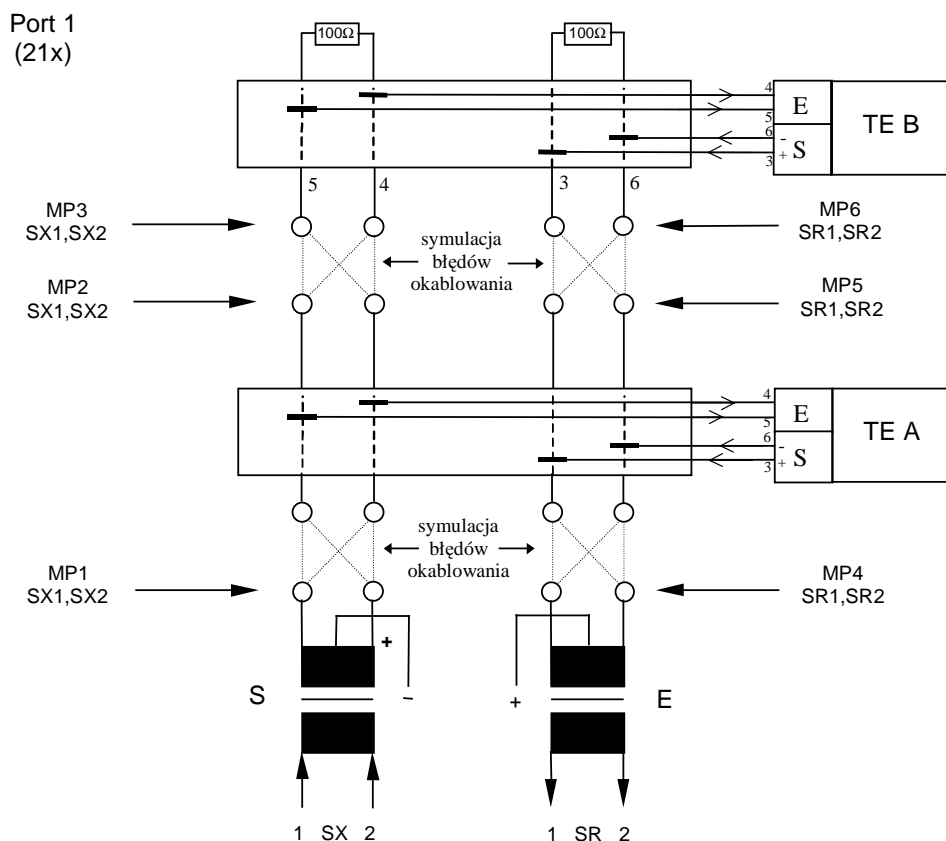 Port 1
(21x)
100Ω
100Ω
4
E
5
6
-
S
+
3
TE B
5
4
3
6
MP3
SX1,SX2
MP6
SR1,SR2
symulacja
błędów
okablowania
MP2
SX1,SX2
MP5
SR1,SR2
4
E
5
6
-
S
+
3
TE A
symulacja
błędów
okablowania
MP1
SX1,SX2
MP4
SR1,SR2
+
-
S
+
E
1 SX 2
1 SR 2